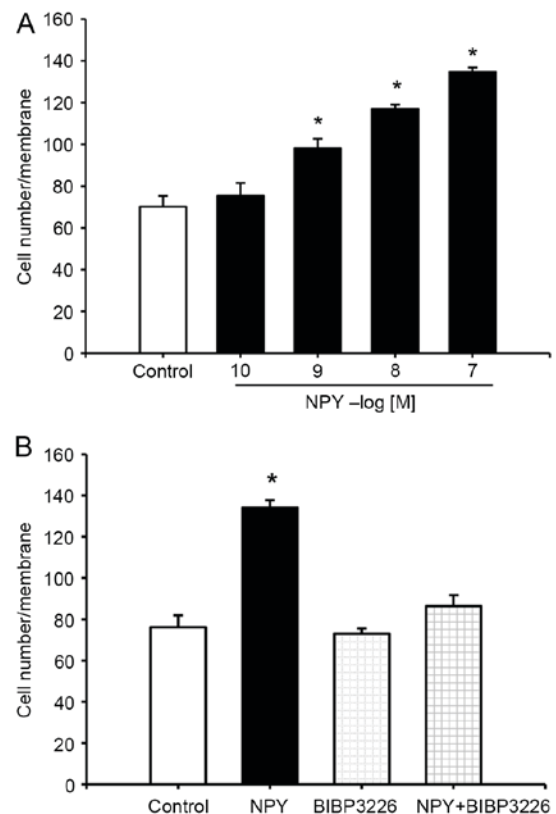 A
160
140
120
100
80
60
40
20
0
Cell number/membrane
* * *
Control 10 9 8 7
NPY –log [M]
B
160
140
120
100
80
60
40
20
0
Cell number/membrane
*
Control NPY BIBP3226 NPY+BIBP3226